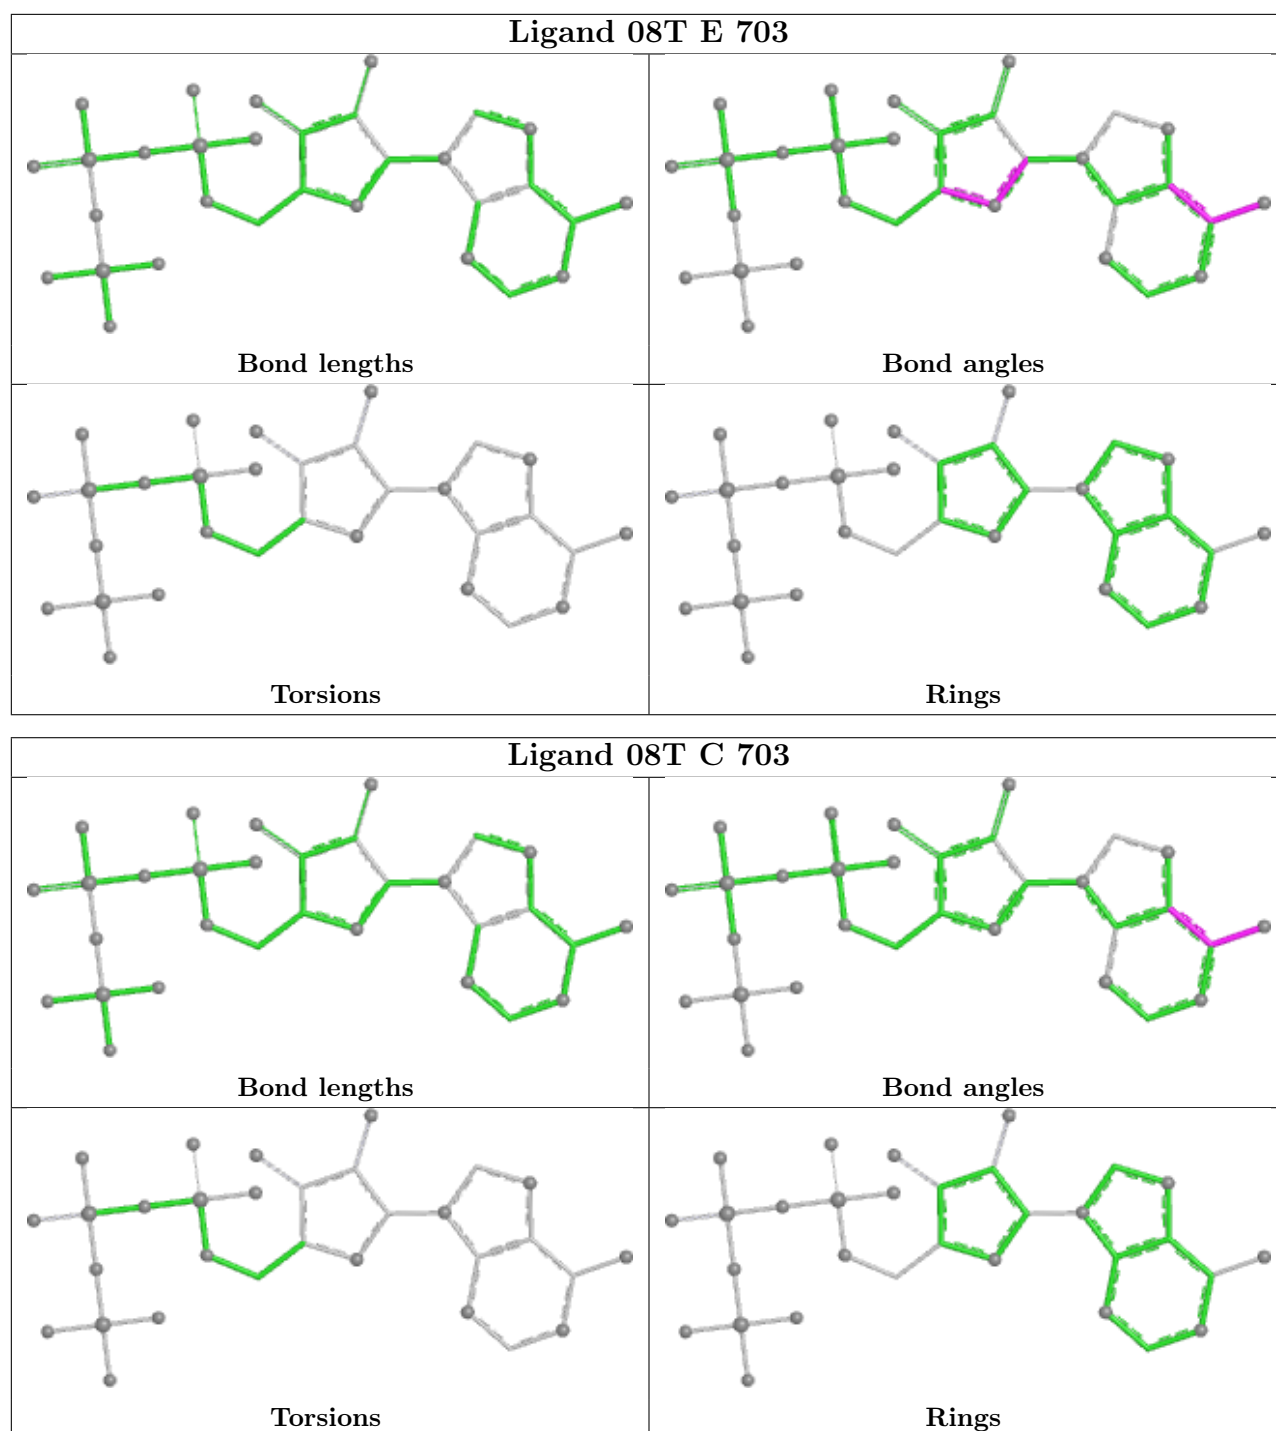 Ligand 08T E 703
Bond lengths
Bond angles
Torsions
Rings
Ligand 08T C 703
Bond lengths
Bond angles
Torsions
Rings